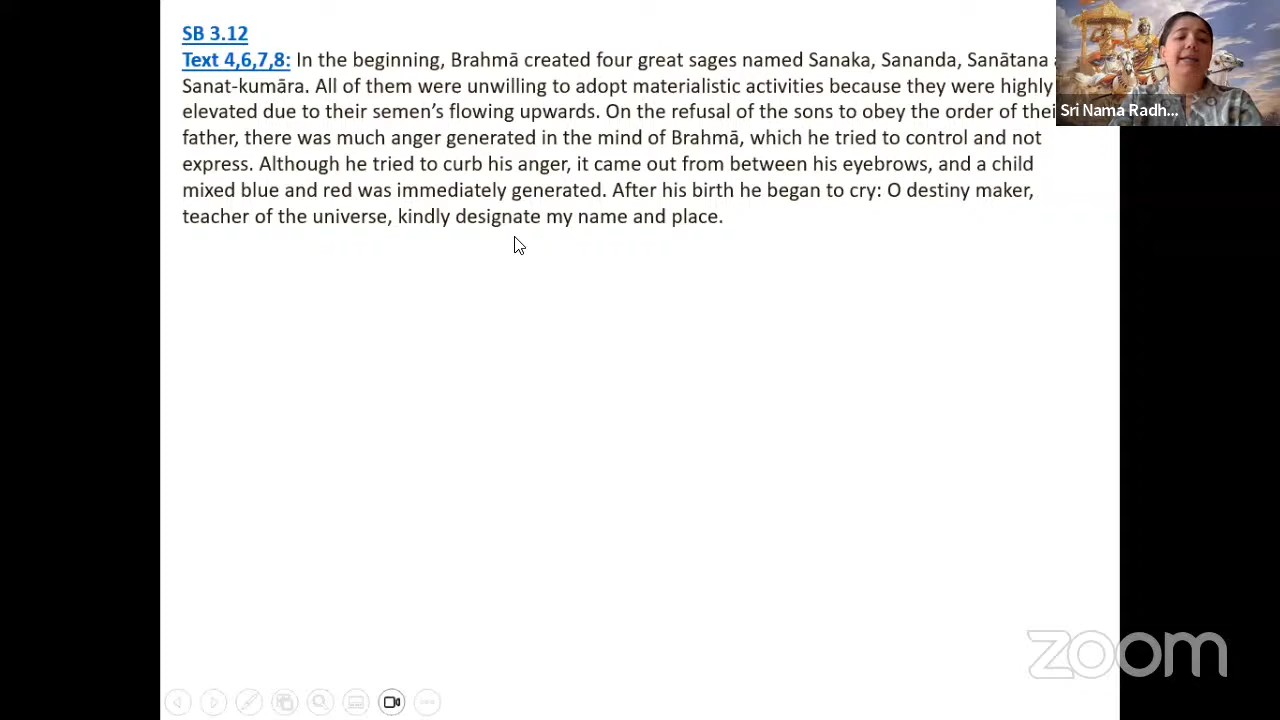 SB 3.12
Text 4,6,7,8: In the beginning, Brahmā created four great sages named Sanaka, Sananda, Sanātana
Sanat-kumāra. All of them were unwilling to adopt materialistic activities because they were highly
elevated due to their semen’s flowing upwards. On the refusal of the sons to obey the order of thei
father, there was much anger generated in the mind of Brahmā, which he tried to control and not
express. Although he tried to curb his anger, it came out from between his eyebrows, and a child
mixed blue and red was immediately generated. After his birth he began to cry: O destiny maker,
teacher of the universe, kindly designate my name and place.
Sri Nama Radh...
zoom